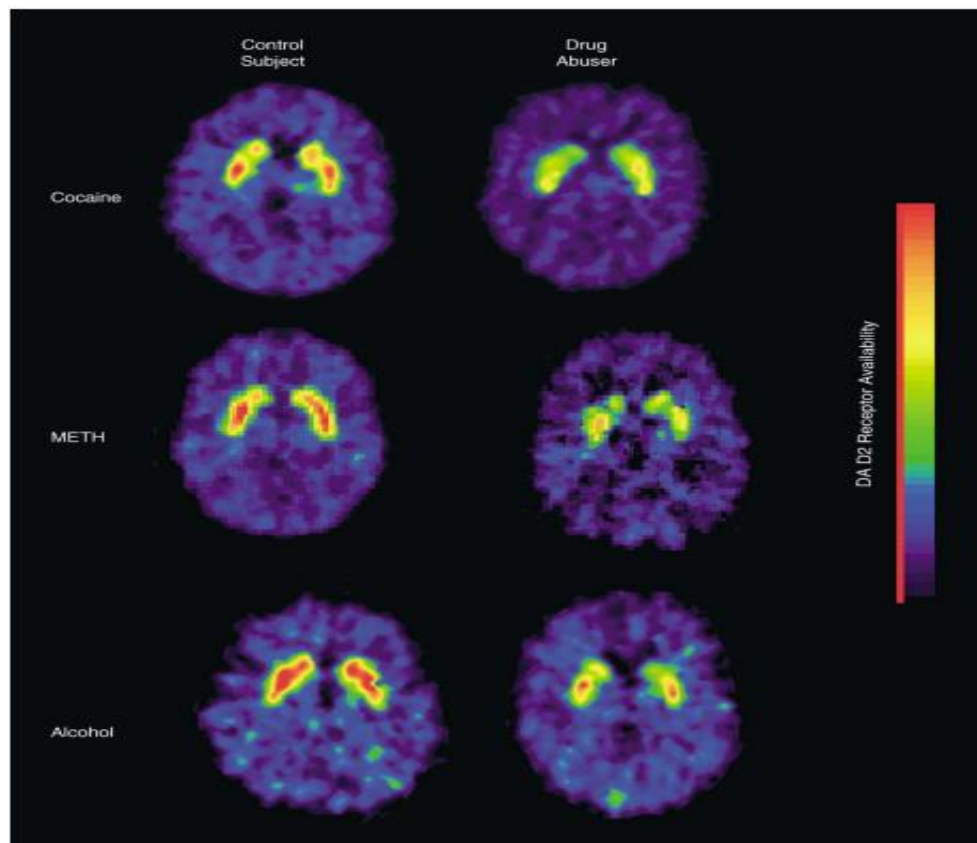 Control
Subject
Drug
Abuser
Cocaine
METH
Alcohol
DA D2 Receptor Availability